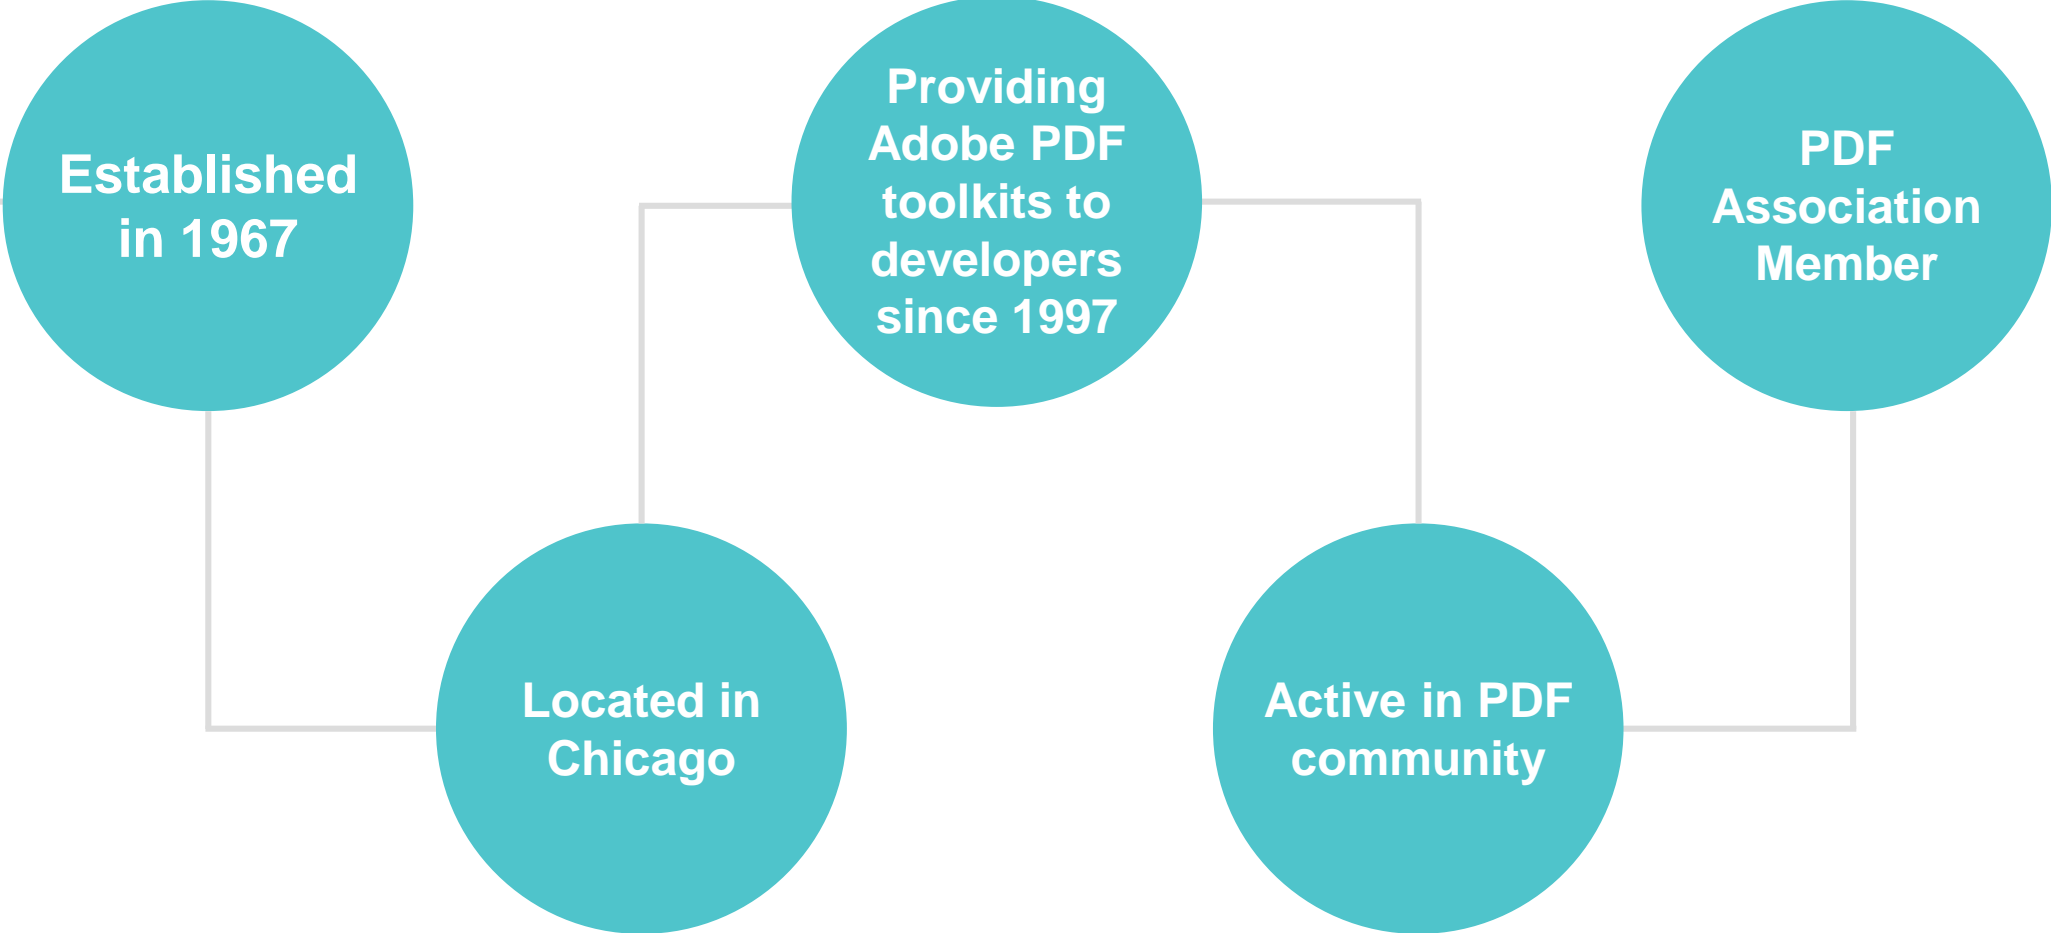 Established
in 1967
Located in
Chicago
Providing
Adobe PDF
toolkits to
developers
since 1997
Active in PDF
community
PDF
Association
Member